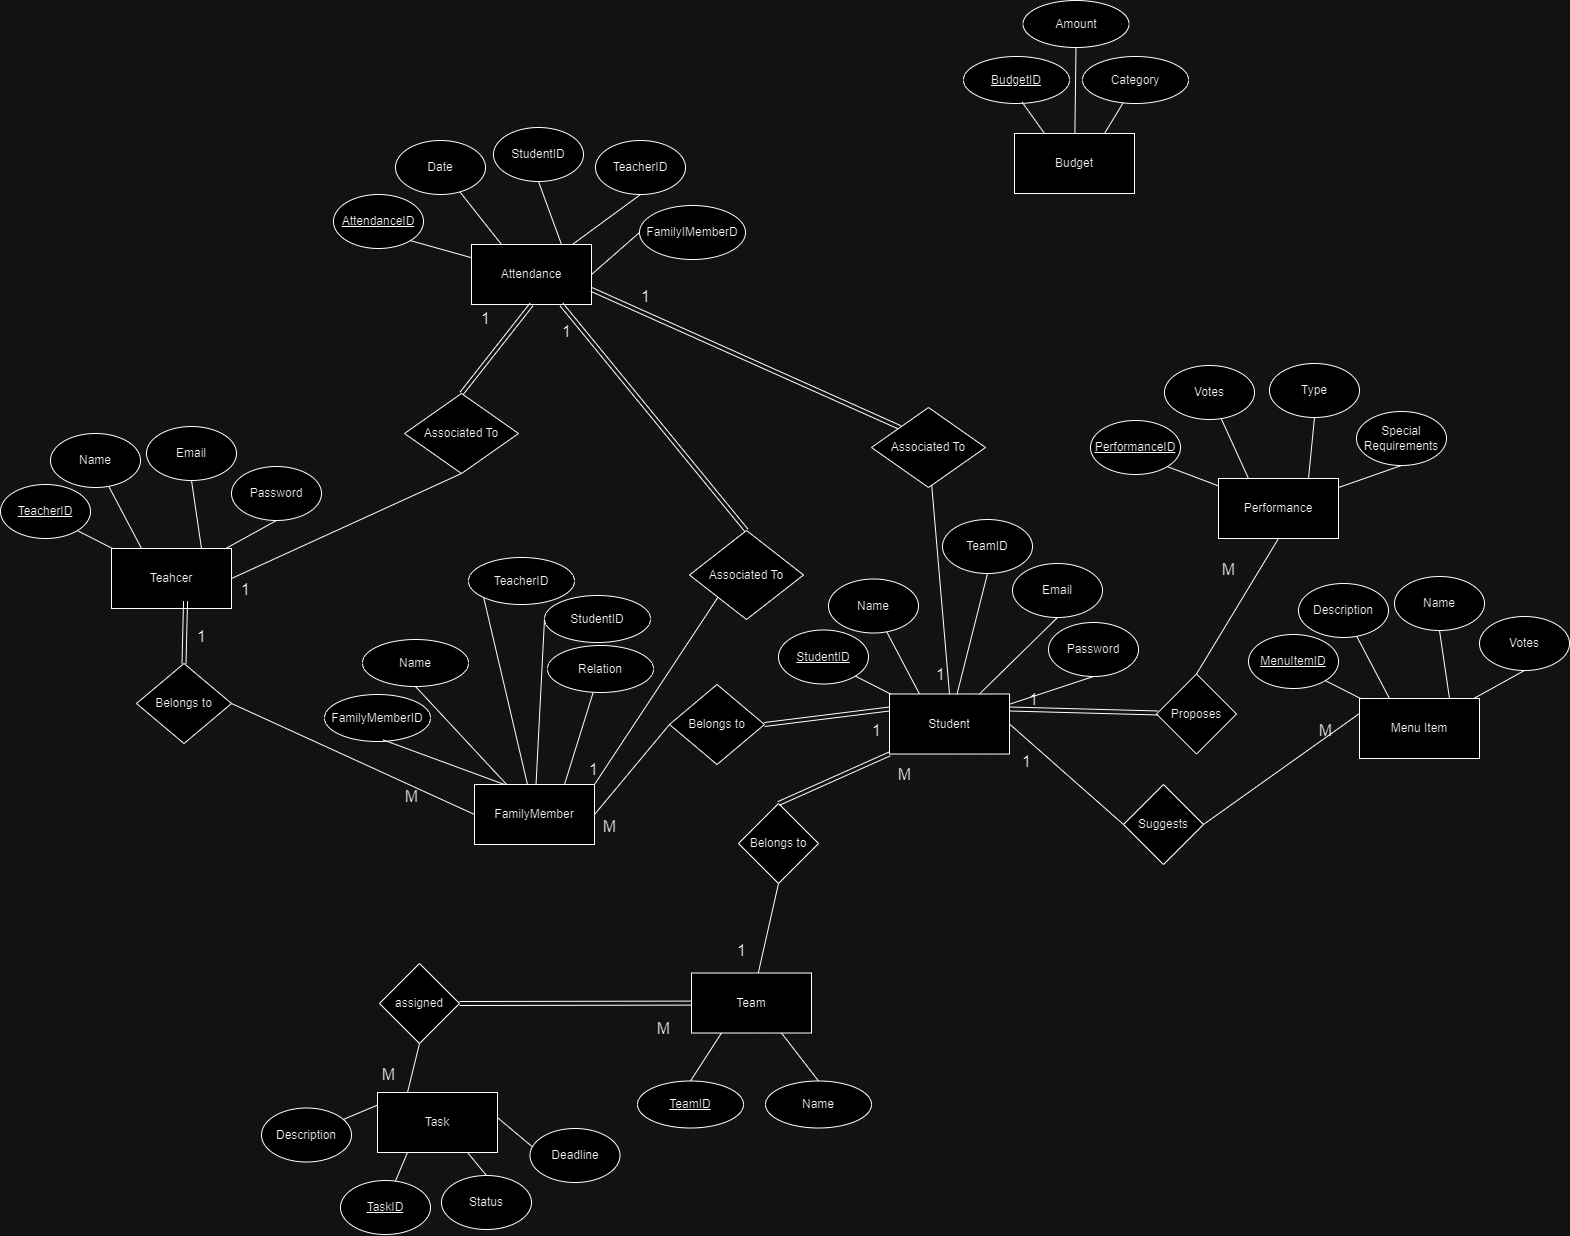 Amount
BudgetID
Category
Budget
Date
StudentID
TeacherID
AttendanceID
FamilyIMemberD
Attendance
1
1
1
Associated To
Associated To
Votes
Type
PerformanceID
Special
Requirements
Performance
M
Name
Email
TeacherID
Password
Teahcer
1
1
Belongs to
Associated To
TeacherID
StudentID
Name
Relation
FamilyMemberID
FamilyMember
M
1
M
Belongs to
TeamID
Name
Email
StudentID
Password
1
1
Student
1
M
1
Proposes
Description
Name
MenuItemID
Votes
M
Menu Item
Suggests
Belongs to
1
assigned
Team
M
M
TeamID
Name
Task
Description
Deadline
TaskID
Status